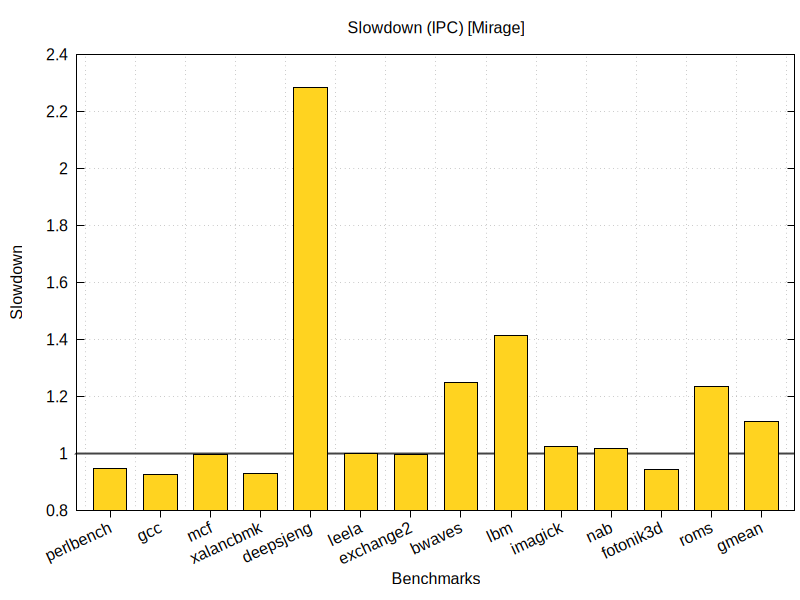 Slowdown (IPC) [Mirage]
2.4
2.2
2
1.8
1.6
1.4
1.2
1
0.8
Slowdown
perlbench
gcc
mcf
xalancbmk
deepsjeng
leela
exchange2
bwaves
lbm
imagick
nab
fotonik3d
roms
gmean
Benchmarks